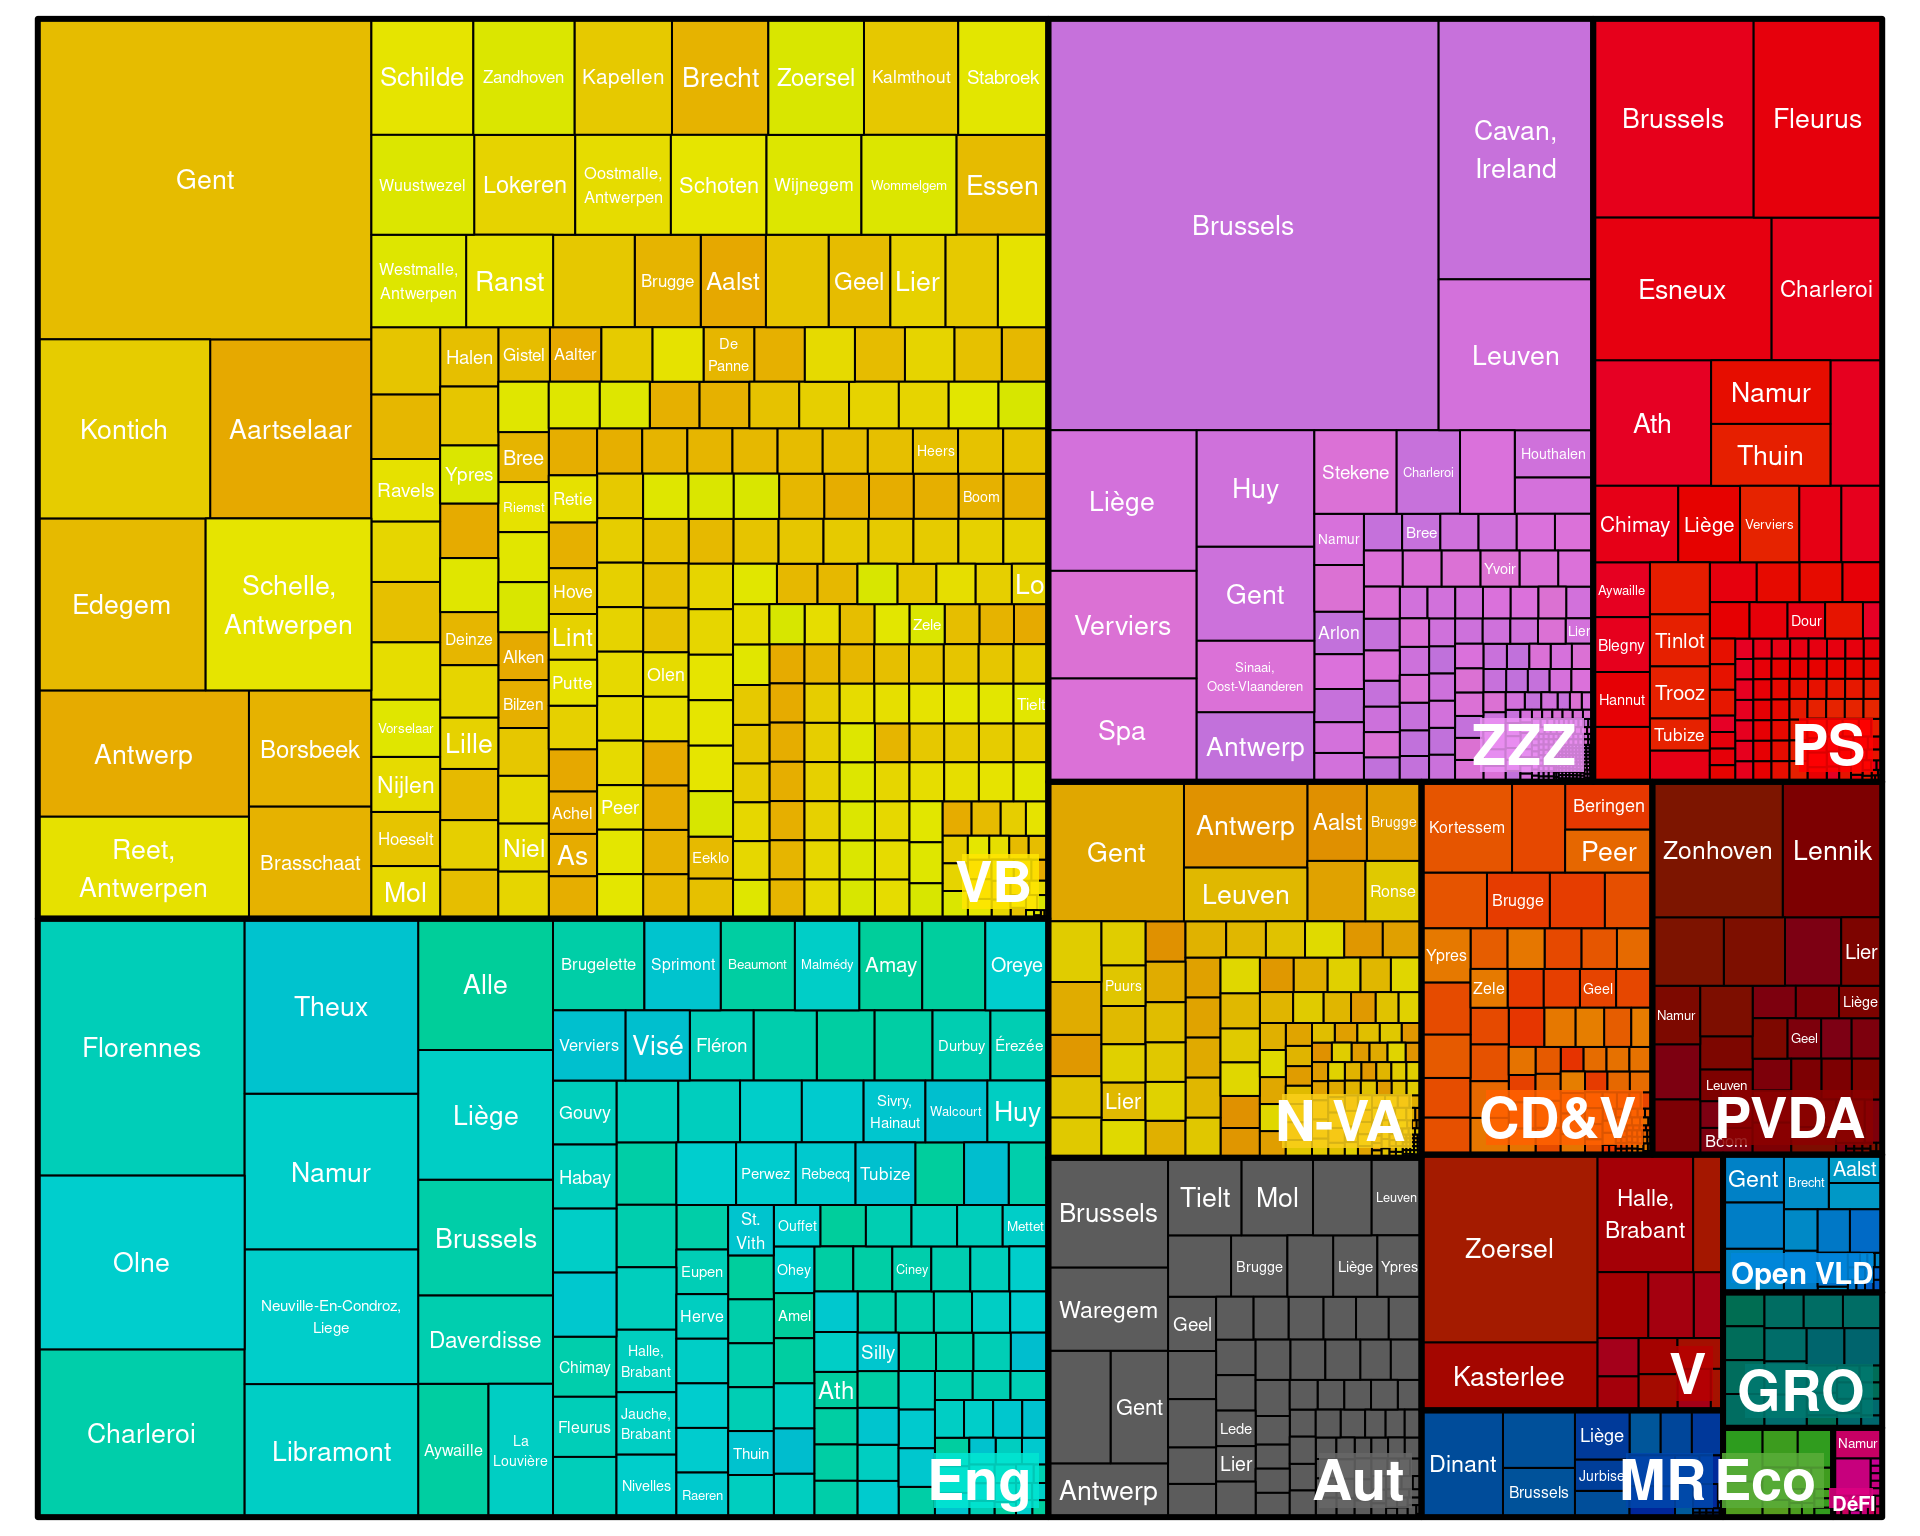 Gent
Schilde
Zandhoven
Kapellen
Brecht
Zoersel
Kalmthout
Stabroek
Wuustwezel
Lokeren
Oostmalle,
Antwerpen
Schoten
Wijnegem
Wommelgem
Essen
Westmalle,
Antwerpen
Ranst
Brugge
Aalst
Geel
Lier
Kontich
Aartselaar
Halen
Gistel
Aalter
De
Panne
Ravels
Ypres
Bree
Riemst
Retie
Heers
Boom
Edegem
Schelle,
Antwerpen
Deinze
Alken
Bilzen
Hove
Lint
Putte
Olen
Lo
Zele
Tielt
Antwerp
Borsbeek
Vorselaar
Nijlen
Lille
Reet,
Antwerpen
Brasschaat
Hoeselt
Mol
Niel
Achel
As
Peer
Eeklo
VB
Brussels
Cavan,
Ireland
Leuven
Liège
Huy
Stekene
Charleroi
Houthalen
Namur
Bree
Yvoir
Verviers
Gent
Arlon
Lier
Sinaai,
Oost-Vlaanderen
Spa
Antwerp
ZZZ
Brussels
Fleurus
Esneux
Charleroi
Ath
Namur
Thuin
Chimay
Liège
Verviers
Aywaille
Blegny
Tinlot
Dour
Hannut
Trooz
Tubize
PS
Florennes
Theux
Alle
Brugelette
Sprimont
Beaumont
Malmédy
Amay
Oreye
Verviers
Visé
Fléron
Durbuy
Érezée
Liège
Gouvy
Sivry,
Hainaut
Walcourt
Huy
Namur
Habay
Perwez
Rebecq
Tubize
Olne
Brussels
St.
Vith
Ouffet
Mettet
Eupen
Ohey
Ciney
Neuville-En-Condroz,
Liege
Herve
Amel
Daverdisse
Chimay
Halle,
Brabant
Silly
Ath
Charleroi
Libramont
Aywaille
La
Louvière
Fleurus
Jauche,
Brabant
Thuin
Nivelles
Raeren
Eng
Gent
Antwerp
Aalst
Brugge
Leuven
Ronse
Puurs
Lier
N-VA
Kortessem
Beringen
Peer
Brugge
Ypres
Zele
Geel
CD&V
Zonhoven
Lennik
Lier
Namur
Liège
Geel
Leuven
Boom
PVDA
Brussels
Tielt
Mol
Leuven
Brugge
Liège
Ypres
Waregem
Geel
Gent
Lede
Lier
Antwerp
Aut
Zoersel
Halle,
Brabant
Kasterlee
V
Gent
Brecht
Aalst
Open VLD
GRO
Dinant
Liège
Jurbise
Brussels
MR
Eco
Namur
DéFI